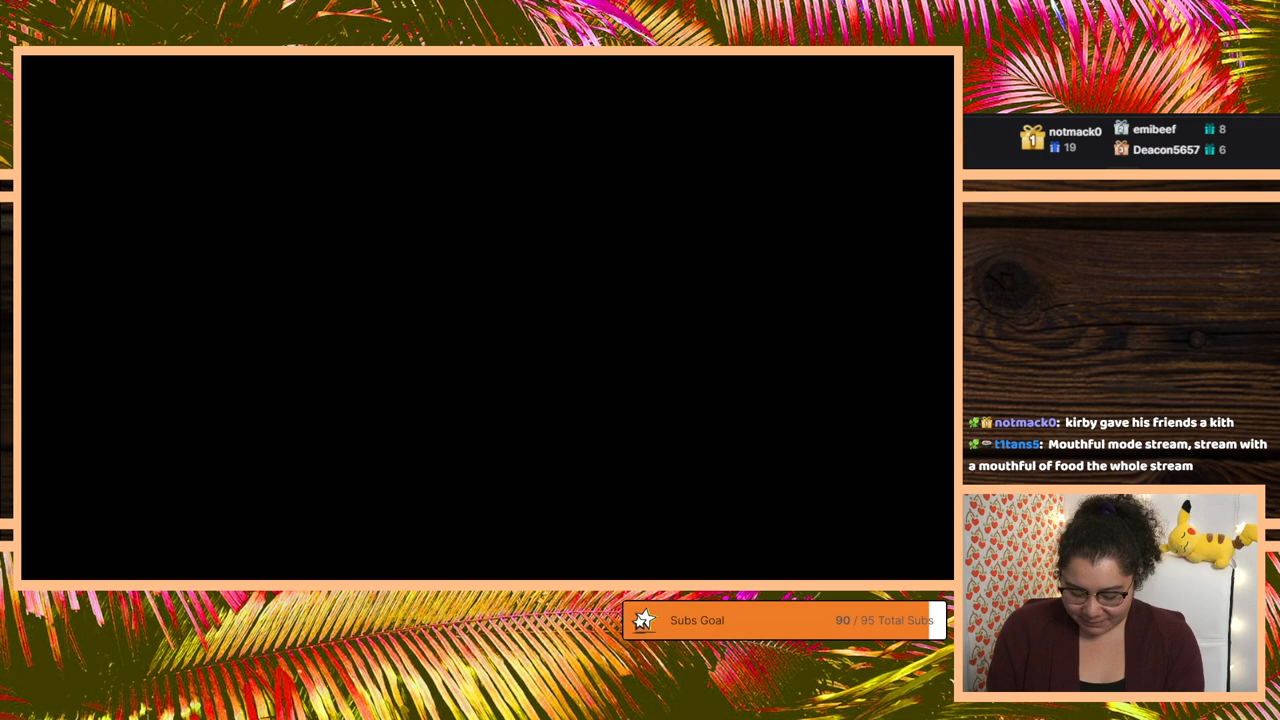 notmack0
19
emibeef 8
Deacon5657 6
notmack0: kirby gave his friends a kith
t1tans5: Mouthful mode stream, stream with
a mouthful of food the whole stream
Subs Goal 90 / 95 Total Subs